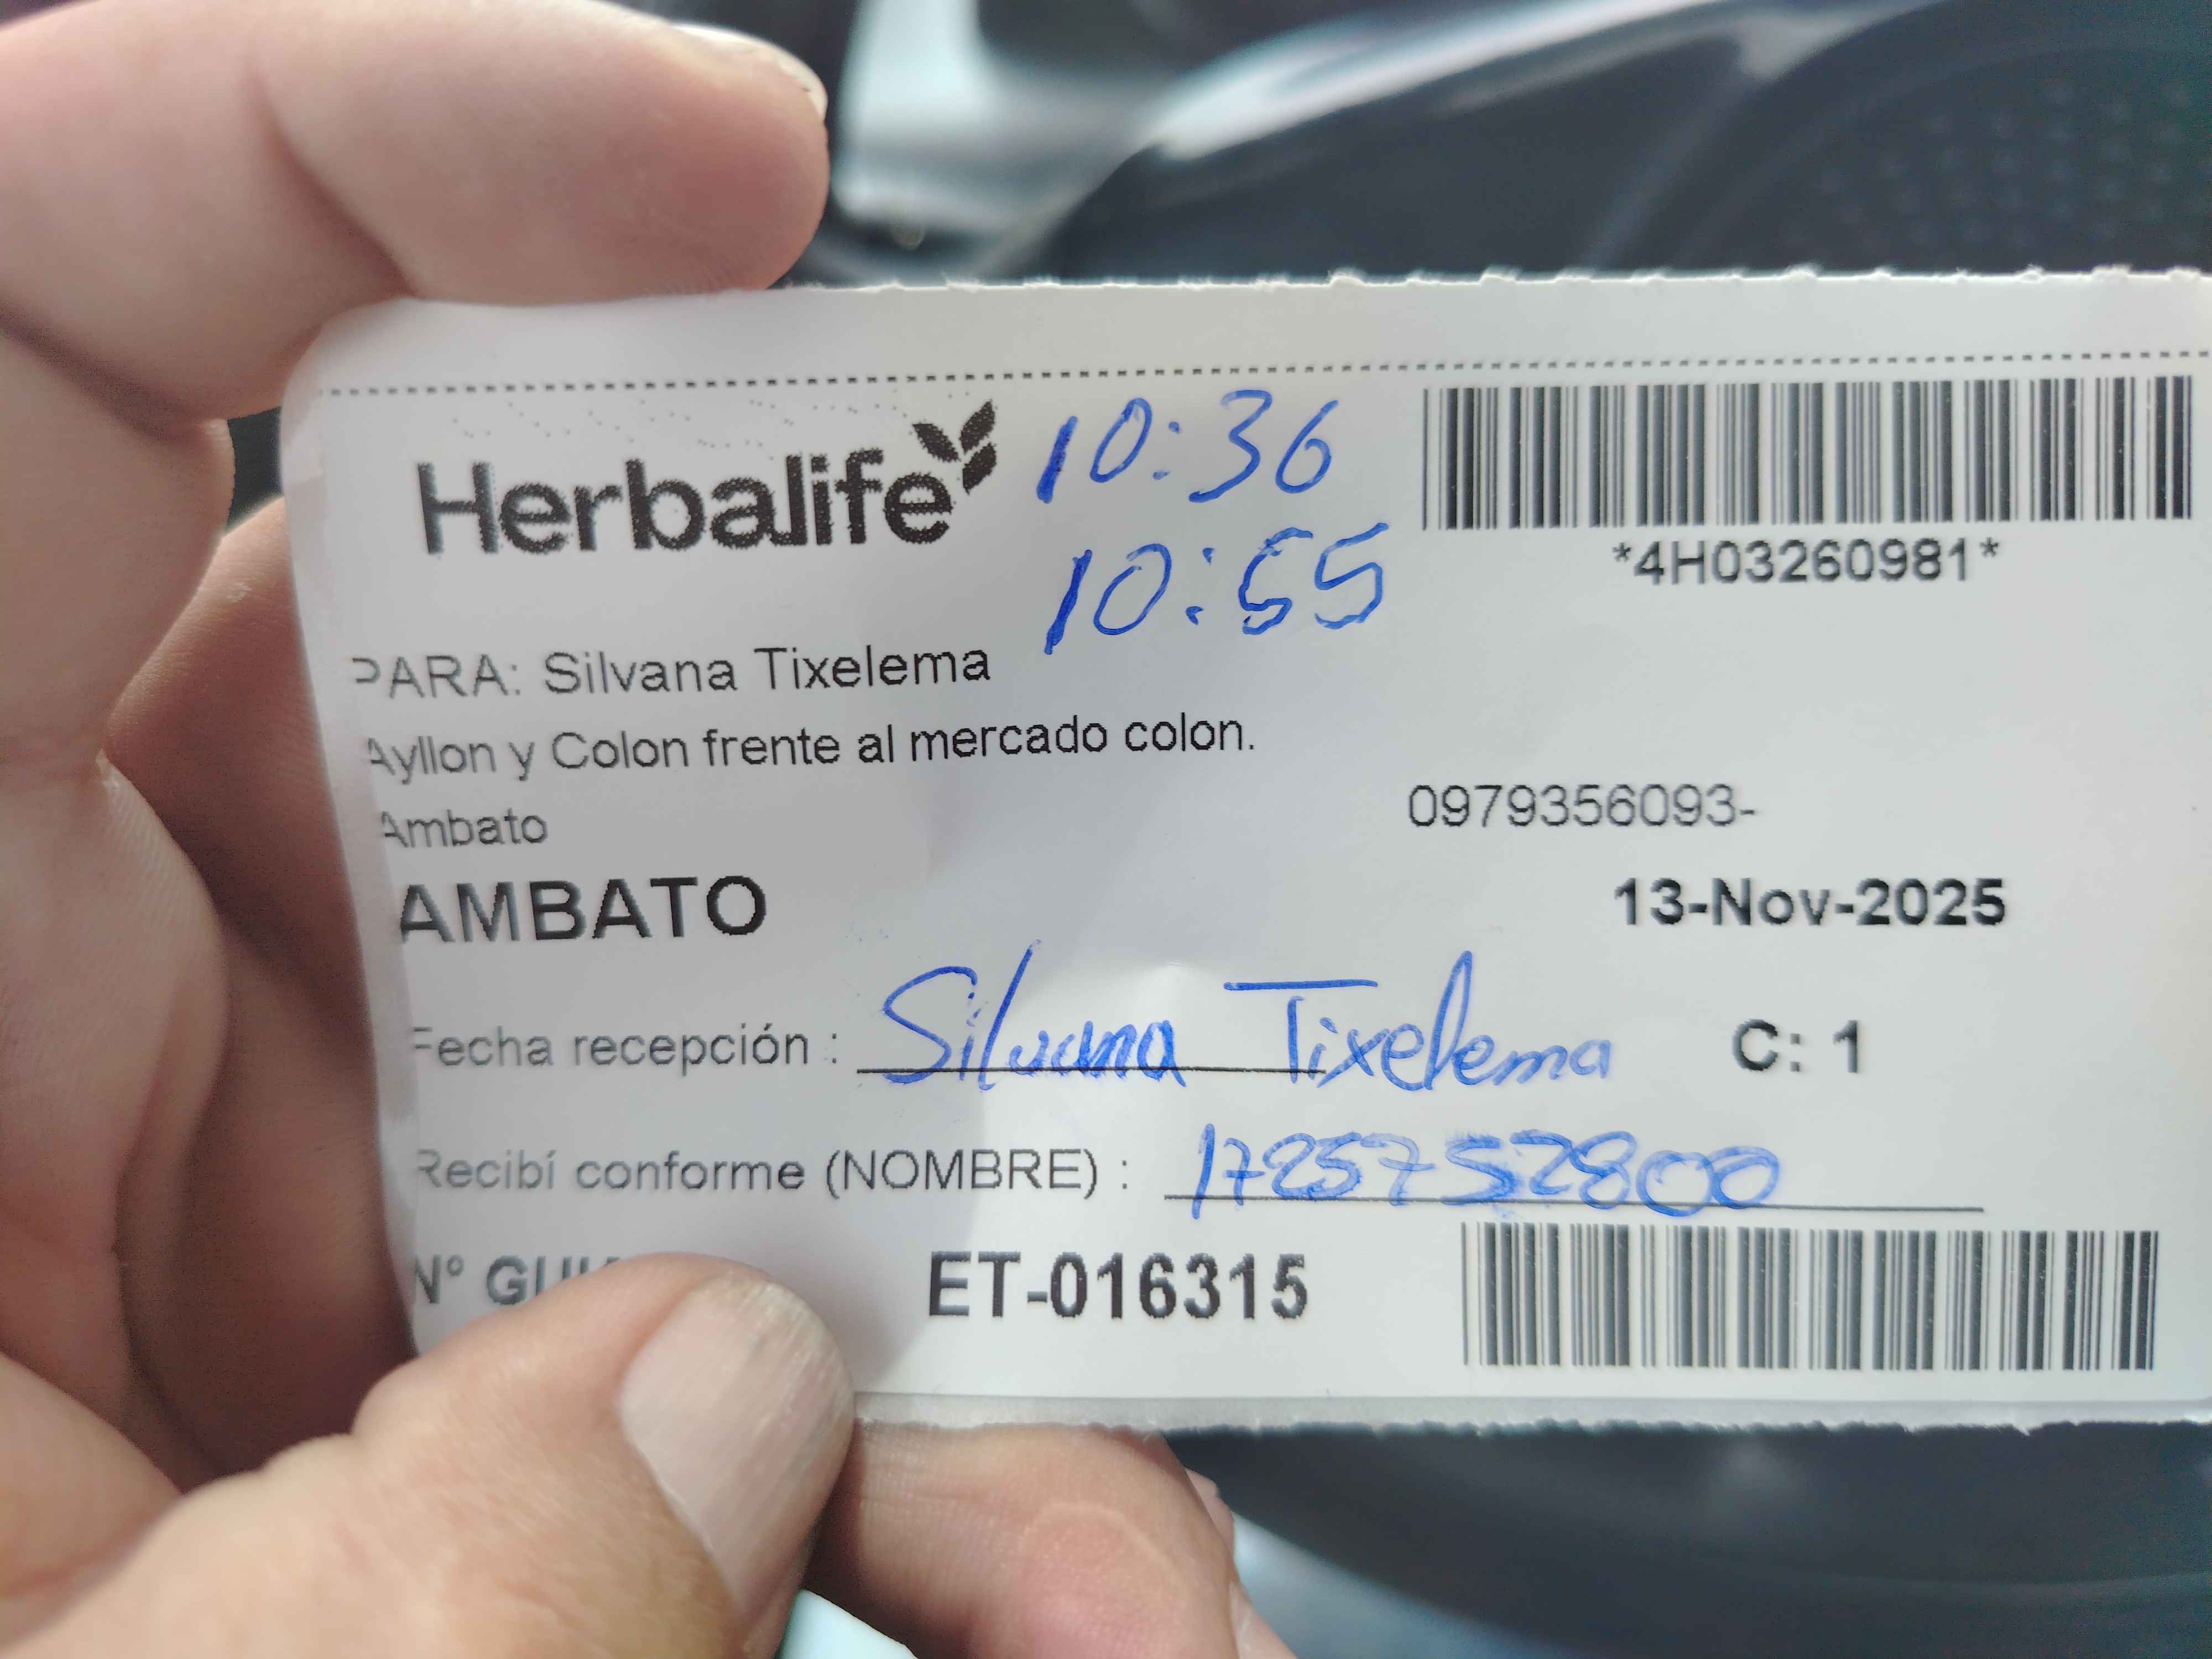 Herbalife
10:36
10:55
*4H03260981*
PARA: Silvana Tixelema
Ayllon y Colon frente al mercado colon.
Ambato
0979356093-
AMBATO
13-Nov-2025
Fecha recepción : Silvana Tixelema
C: 1
Recibí conforme (NOMBRE) :
N°
ET-016315